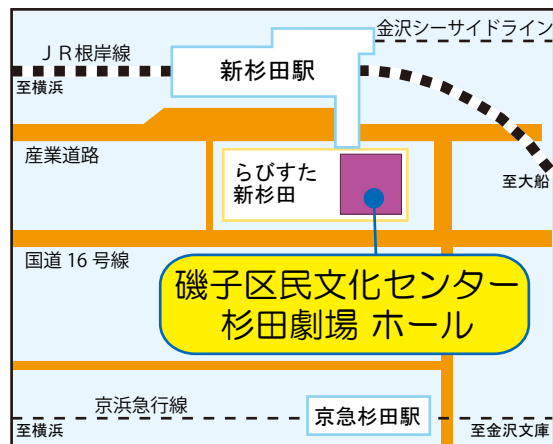 金沢シーサイドライン
ＪＲ根岸線
新杉田駅
至横浜
産業道路
らびすた
新杉田
至大船
国道16号線
磯子区民文化センター
杉田劇場 ホール
京浜急行線
京急杉田駅
至横浜
至金沢文庫